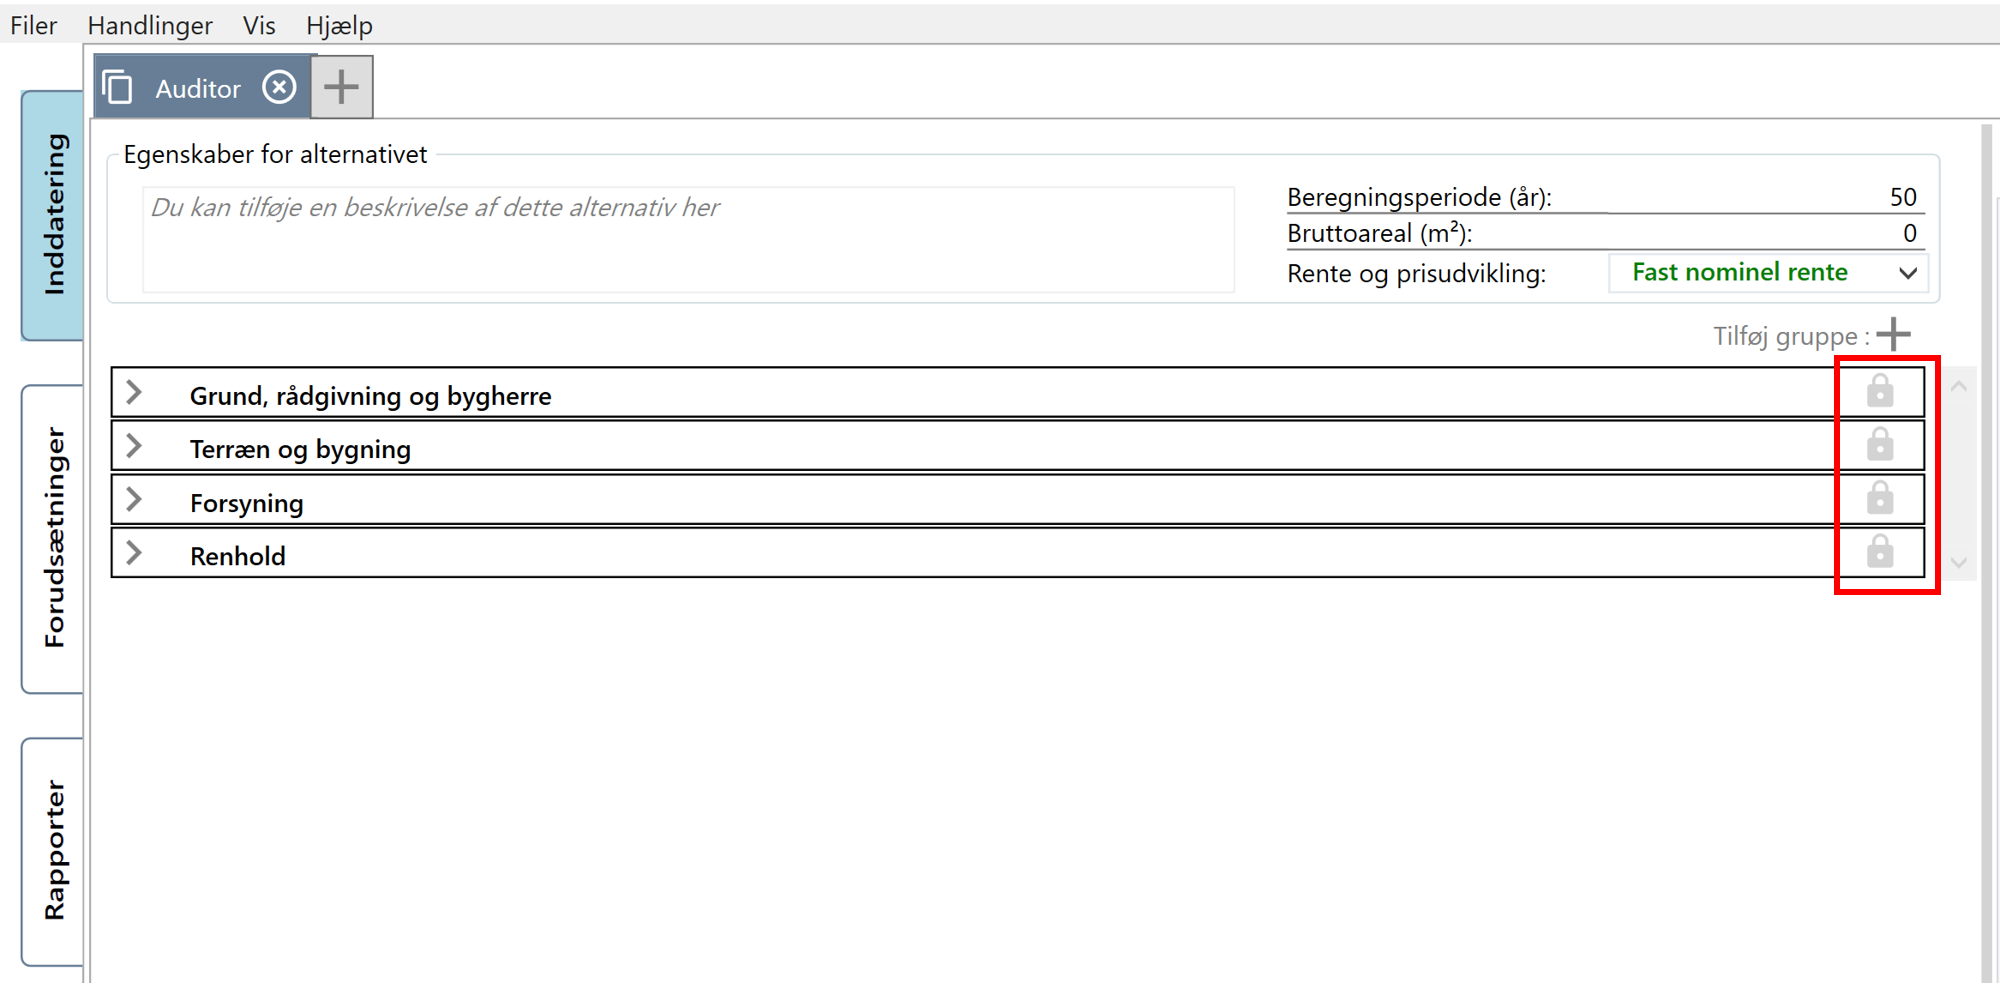 Filer Handlinger Vis Hjælp
Auditor
Inddatering
Forudsætninger
Rapporter
Egenskaber for alternativet
Du kan tilføje en beskrivelse af dette alternativ her
Beregningsperiode (år): 50
Bruttoareal (m²): 0
Rente og prisudvikling: Fast nominel rente
Tilføj gruppe :
Grund, rådgivning og bygherre
Terræn og bygning
Forsyning
Renhold